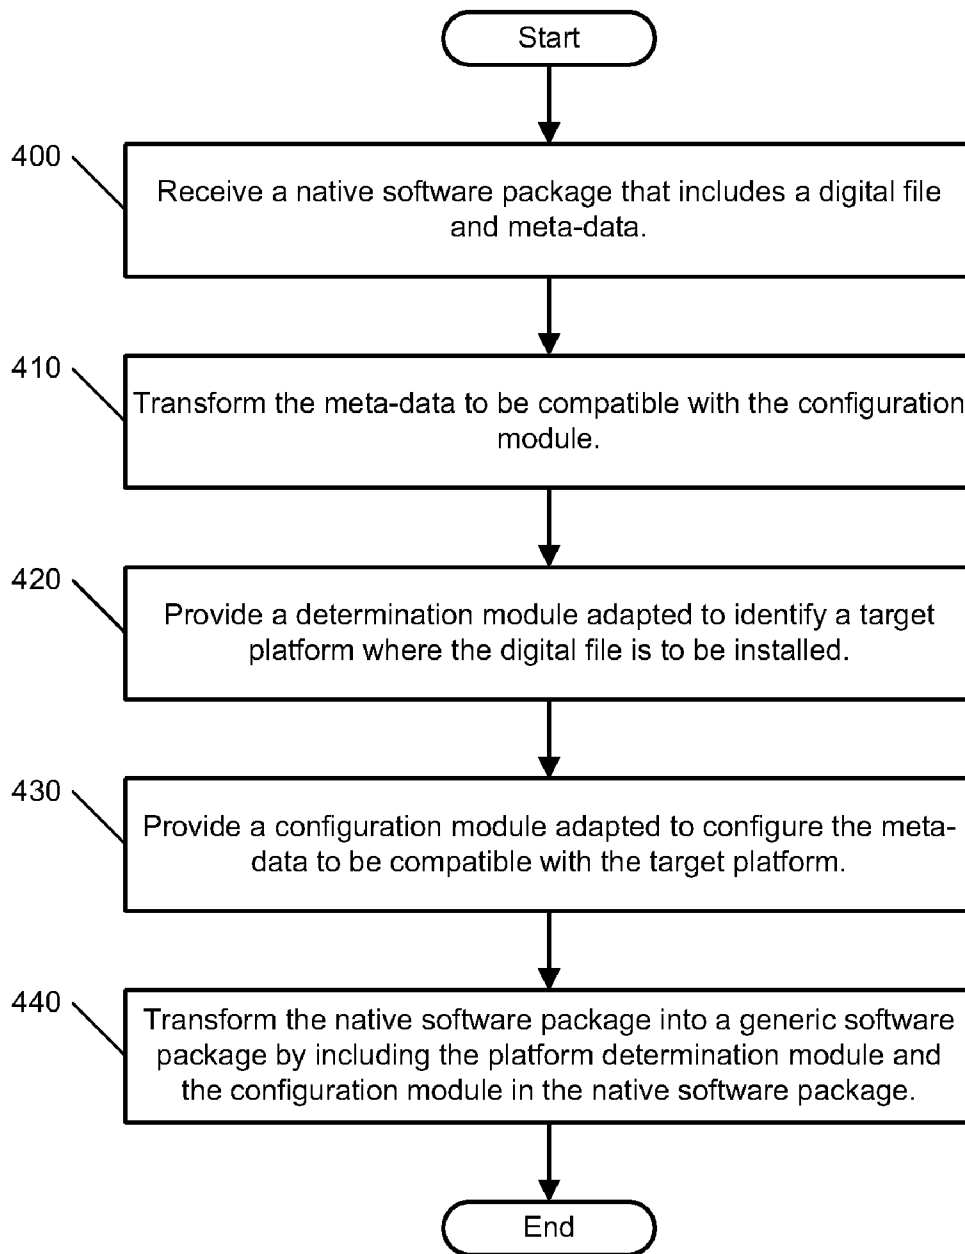 Start
400
Receive a native software package that includes a digital file
and meta-data.
410
Transform the meta-data to be compatible with the configuration
module.
420
Provide a determination module adapted to identify a target
platform where the digital file is to be installed.
430
Provide a configuration module adapted to configure the meta-
data to be compatible with the target platform.
440
Transform the native software package into a generic software
package by including the platform determination module and
the configuration module in the native software package.
End